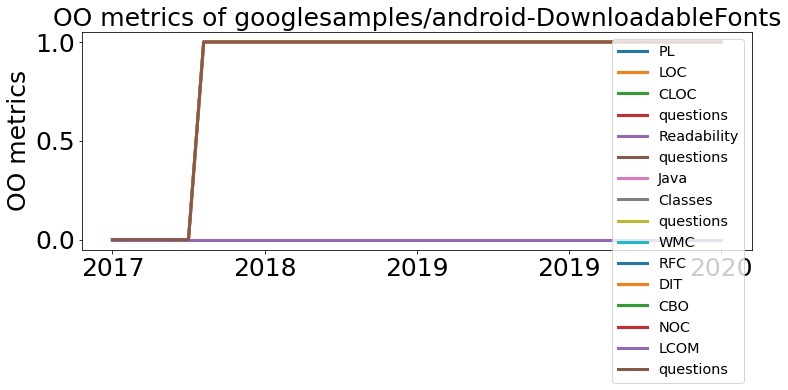 OO metrics of googlesamples/android-DownloadableFonts
OO metrics
1.0
0.5
0.0
2017
2018
2019
2019
2020
PL
LOC
CLOC
questions
Readability
questions
Java
Classes
questions
WMC
RFC
DIT
CBO
NOC
LCOM
questions